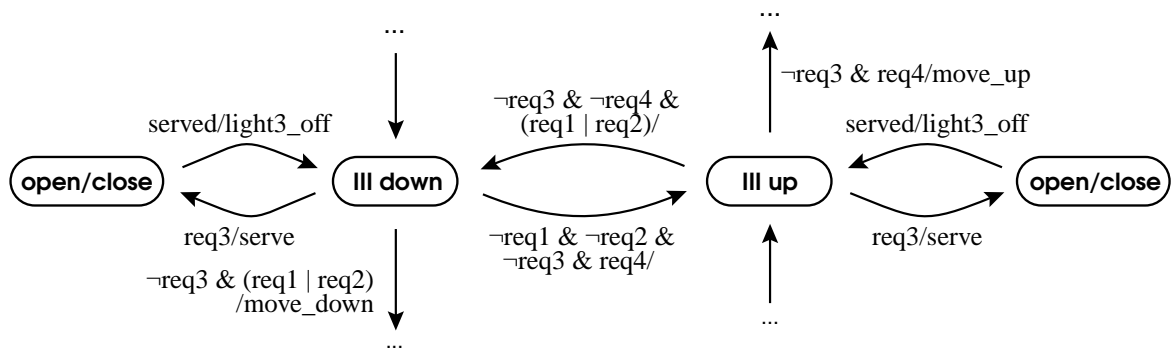 ...
...
¬req3 & req4/move_up
¬req3 & ¬req4 &
(req1 | req2)/
served/light3_off
served/light3_off
open/close
III down
III up
open/close
req3/serve
¬req1 & ¬req2 &
¬req3 & req4/
req3/serve
¬req3 & (req1 | req2)
/move_down
...
...